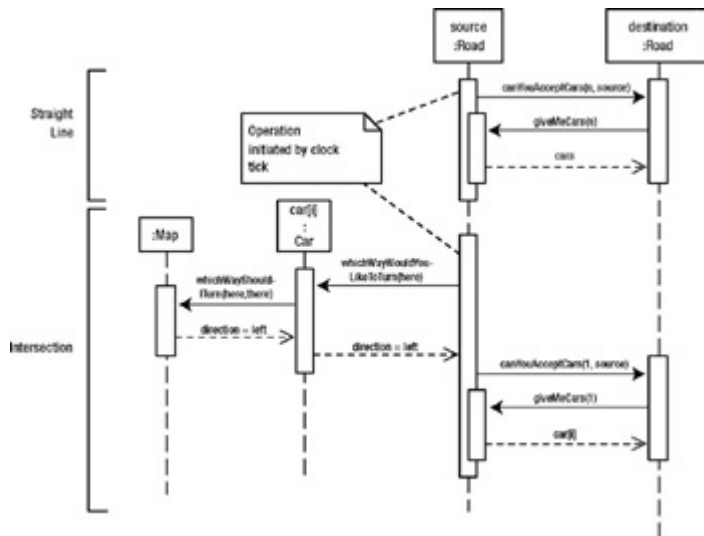 source
:Road
destination
:Road
Straight
Line
canYouAcceptCars(n, source)
giveMeCars(n)
cars
Operation
initiated by clock
tick
:Map
car[i]
:
Car
whichWayWouldYou-
LikeToTurn(here)
whichWayShould-
ITurn(here,there)
direction = left
direction = left
Intersection
canYouAcceptCars(1, source)
giveMeCars(1)
car[i]